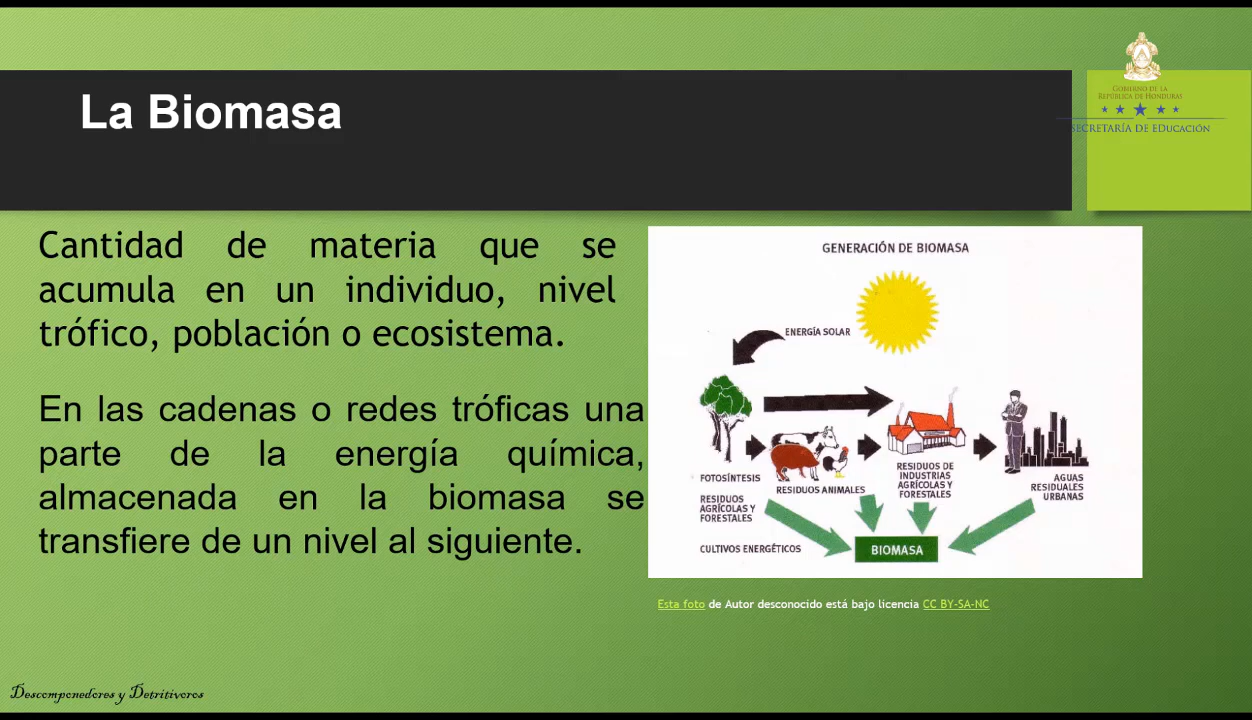 GOBIERNO DE LA
REPÚBLICA DE HONDURAS
SECRETARÍA DE EDUCACIÓN
La Biomasa
Cantidad de materia que se
acumula en un individuo, nivel
trófico, población o ecosistema.
En las cadenas o redes tróficas una
parte de la energía química,
almacenada en la biomasa se
transfiere de un nivel al siguiente.
GENERACIÓN DE BIOMASA
ENERGÍA SOLAR
FOTOSÍNTESIS
RESIDUOS
AGRÍCOLAS Y
FORESTALES
CULTIVOS ENERGÉTICOS
RESIDUOS ANIMALES
RESIDUOS DE
INDUSTRIAS
AGRÍCOLAS Y
FORESTALES
AGUAS
RESIDUALES
URBANAS
BIOMASA
Esta foto de Autor desconocido está bajo licencia CC BY-SA-NC
Descomponedores y Detritivoros